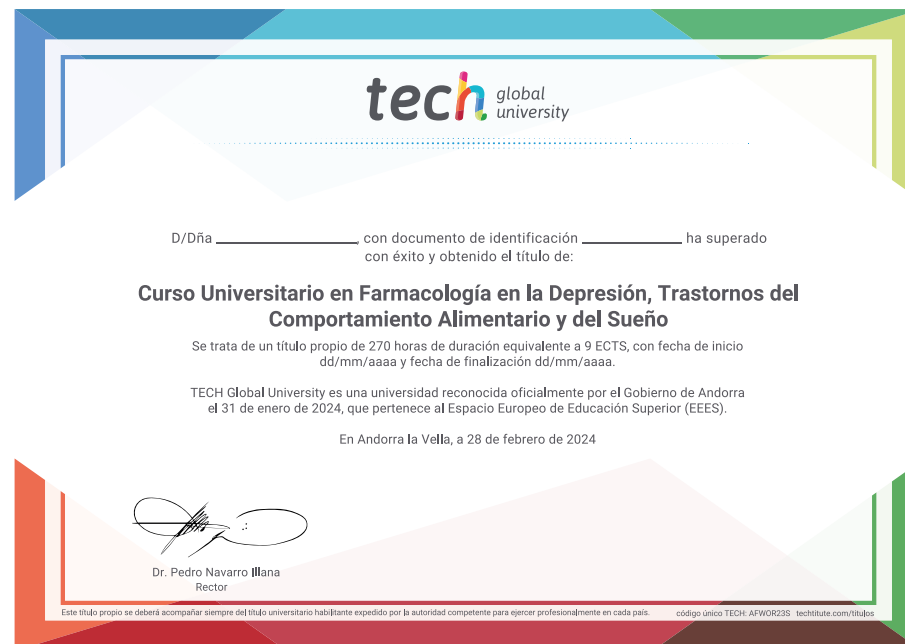 tech global university
D/Dña ____________________, con documento de identificación ______________ ha superado
con éxito y obtenido el título de:
Curso Universitario en Farmacología en la Depresión, Trastornos del
Comportamiento Alimentario y del Sueño
Se trata de un título propio de 270 horas de duración equivalente a 9 ECTS, con fecha de inicio
dd/mm/aaaa y fecha de finalización dd/mm/aaaa.
TECH Global University es una universidad reconocida oficialmente por el Gobierno de Andorra
el 31 de enero de 2024, que pertenece al Espacio Europeo de Educación Superior (EEES).
En Andorra la Vella, a 28 de febrero de 2024
Dr. Pedro Navarro Illana
Rector
Este título propio se deberá acompañar siempre del título universitario habilitante expedido por la autoridad competente para ejercer profesionalmente en cada país. código único TECH: AFWOR23S techtitute.com/titulos